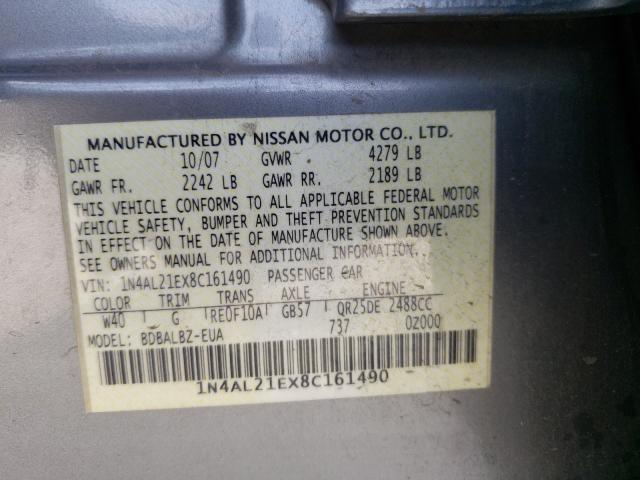 MANUFACTURED BY NISSAN MOTOR CO., LTD.
DATE 10/07 GVWR 4279 LB
GAWR FR. 2242 LB GAWR RR. 2189 LB
THIS VEHICLE CONFORMS TO ALL APPLICABLE FEDERAL MOTOR
VEHICLE SAFETY, BUMPER AND THEFT PREVENTION STANDARDS
IN EFFECT ON THE DATE OF MANUFACTURE SHOWN ABOVE.
SEE OWNERS MANUAL FOR ADDITIONAL INFORMATION.
VIN: 1N4AL21EX8C161490 PASSENGER CAR
COLOR TRIM TRANS AXLE ENGINE
W40 G RE0F10A GB57 QR25DE 2488CC
MODEL: BDBALBZ-EUA 737 0Z000
1N4AL21EX8C161490